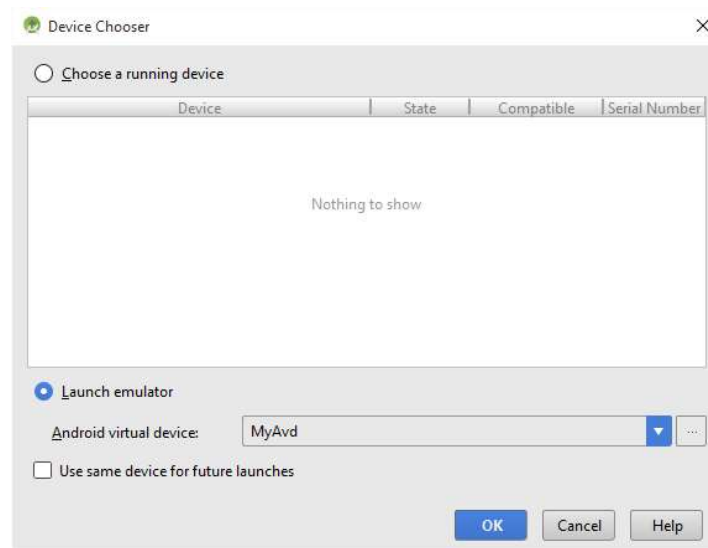 Device Chooser
Choose a running device
Device State Compatible Serial Number
Nothing to show
Launch emulator
Android virtual device: MyAvd ...
Use same device for future launches
OK Cancel Help